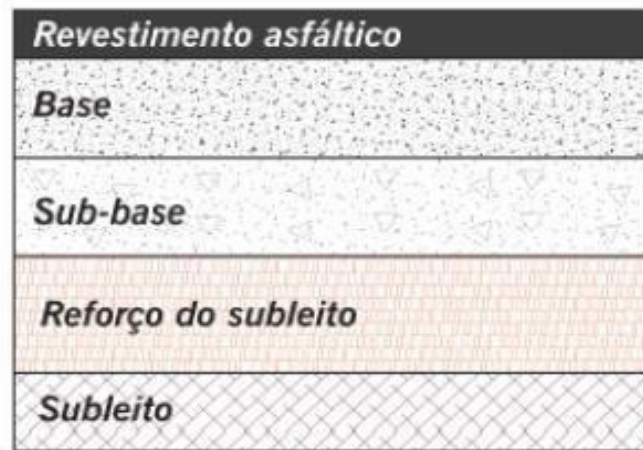 Revestimento asfáltico
Base
Sub-base
Reforço do subleito
Subleito